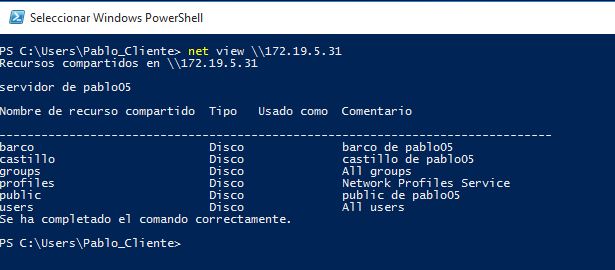 Seleccionar Windows PowerShell
PS C:\Users\Pablo_Cliente> net view \\172.19.5.31
Recursos compartidos en \\172.19.5.31
servidor de pablo05
Nombre de recurso compartido  Tipo   Usado como  Comentario
-------------------------------------------------------------------------------
barco                         Disco              barco de pablo05
castillo                      Disco              castillo de pablo05
groups                        Disco              All groups
profiles                      Disco              Network Profiles Service
public                        Disco              public de pablo05
users                         Disco              All users
Se ha completado el comando correctamente.
PS C:\Users\Pablo_Cliente>